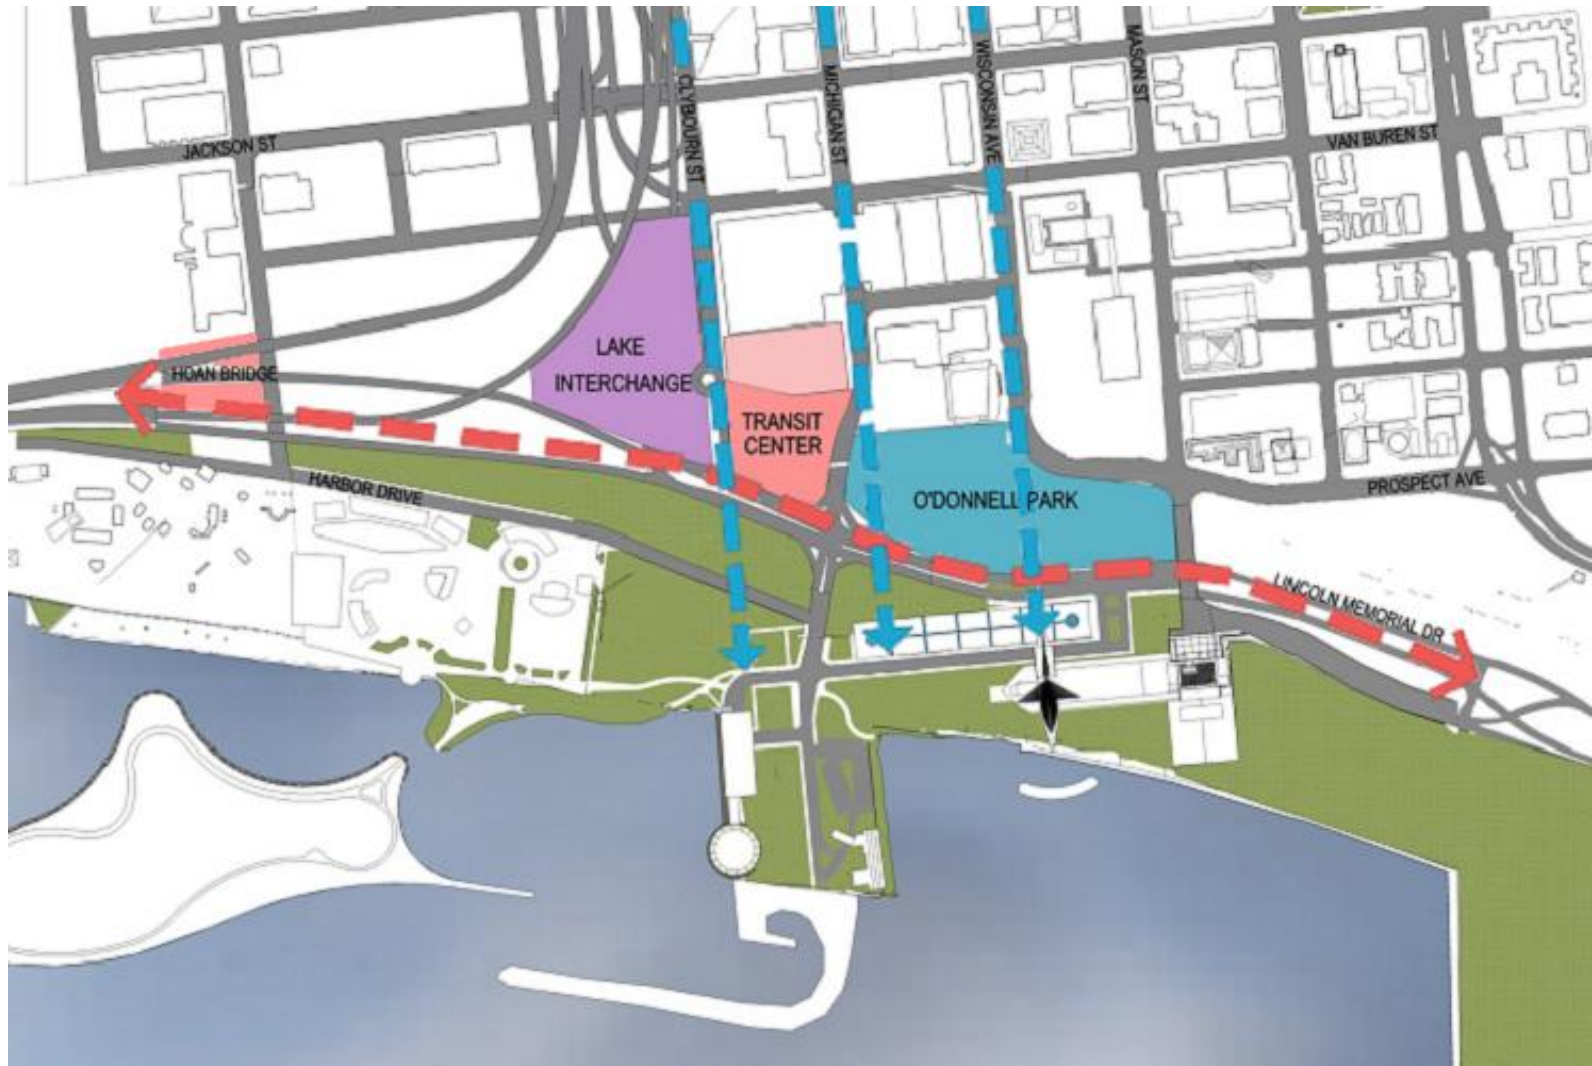 CLYBOURN ST
MICHIGAN ST
WISCONSIN AVE
MASON ST
JACKSON ST
VAN BUREN ST
LAKE
INTERCHANGE
HOAN BRIDGE
TRANSIT
CENTER
O'DONNELL PARK
PROSPECT AVE
HARBOR DRIVE
LINCOLN MEMORIAL DR